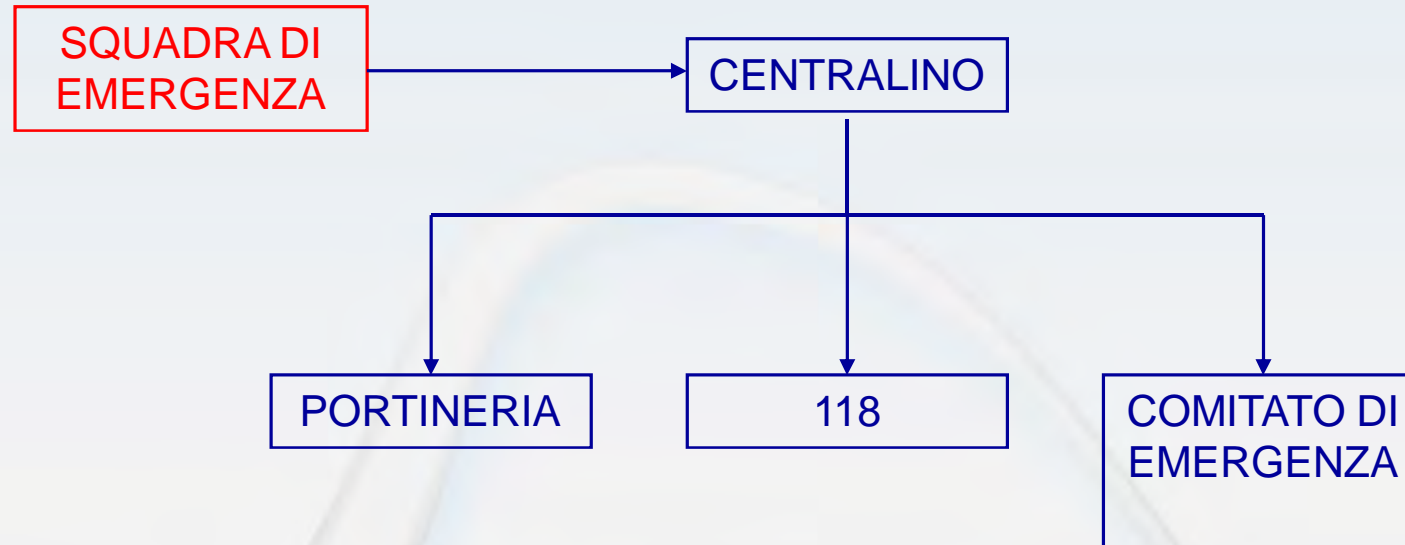 SQUADRA DI
EMERGENZA
CENTRALINO
PORTINERIA
118
COMITATO DI
EMERGENZA